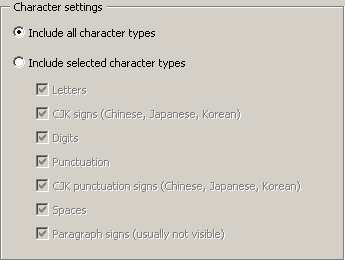 Character settings
Include all character types
Include selected character types
Letters
CJK signs (Chinese, Japanese, Korean)
Digits
Punctuation
CJK punctuation signs (Chinese, Japanese, Korean)
Spaces
Paragraph signs (usually not visible)